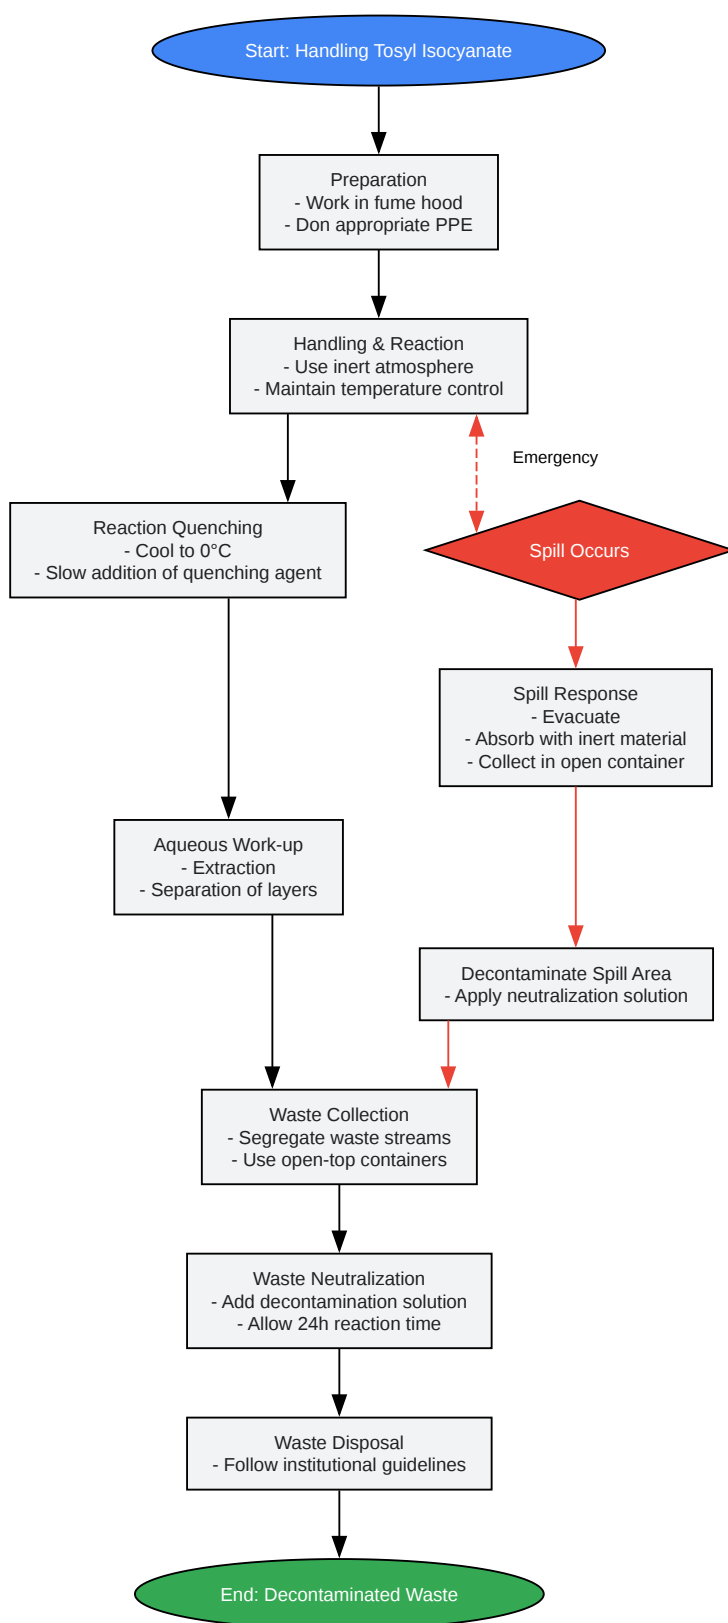 Start: Handling Tosyl Isocyanate
Preparation
- Work in fume hood
- Don appropriate PPE
Handling & Reaction
- Use inert atmosphere
- Maintain temperature control
Emergency
Reaction Quenching
- Cool to 0°C
- Slow addition of quenching agent
Spill Occurs
Spill Response
- Evacuate
- Absorb with inert material
- Collect in open container
Aqueous Work-up
- Extraction
- Separation of layers
Decontaminate Spill Area
- Apply neutralization solution
Waste Collection
- Segregate waste streams
- Use open-top containers
Waste Neutralization
- Add decontamination solution
- Allow 24h reaction time
Waste Disposal
- Follow institutional guidelines
End: Decontaminated Waste